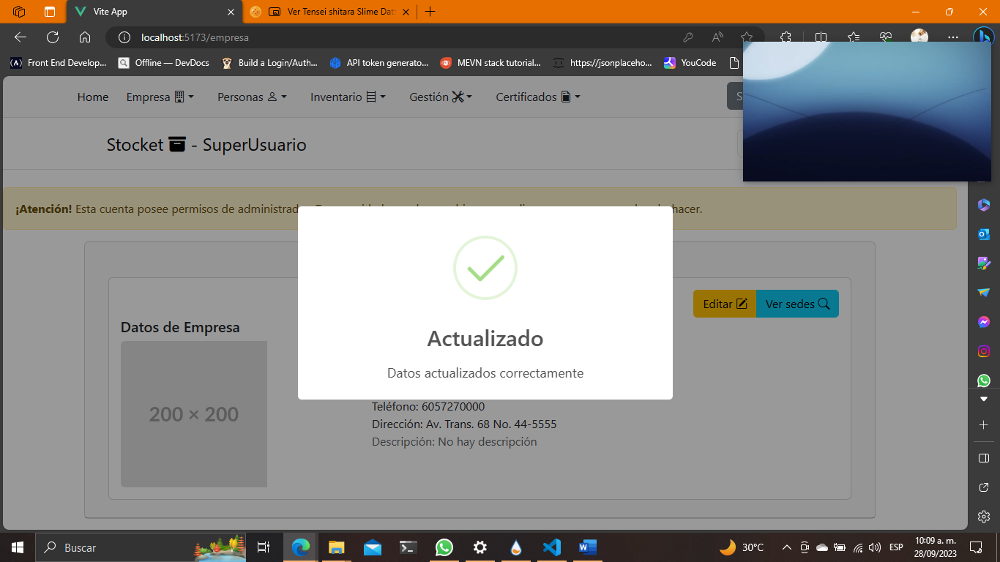 Vite App
Ver Tensei shitara Slime Dat
localhost:5173/empresa
Front End Develop...
Offline — DevDocs
Build a Login/Auth...
API token generato...
MEVN stack tutorial...
https://jsonplaceho...
YouCode
Home
Empresa
Personas
Inventario
Gestión
Certificados
S
Stocket - SuperUsuario
¡Atención! Esta cuenta posee permisos de administrador. hacer.
Editar
Ver sedes
Datos de Empresa
200 × 200
Actualizado
Datos actualizados correctamente
Teléfono: 6057270000
Dirección: Av. Trans. 68 No. 44-5555
Descripción: No hay descripción
Buscar
30°C
ESP
10:09 a. m.
28/09/2023